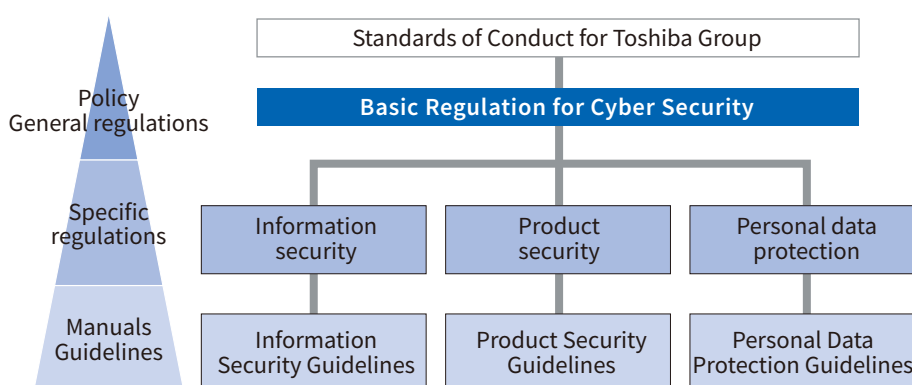 Standards of Conduct for Toshiba Group
Policy
General regulations
Basic Regulation for Cyber Security
Specific
regulations
Information
security
Product
security
Personal data
protection
Manuals
Guidelines
Information
Security Guidelines
Product Security
Guidelines
Personal Data
Protection Guidelines